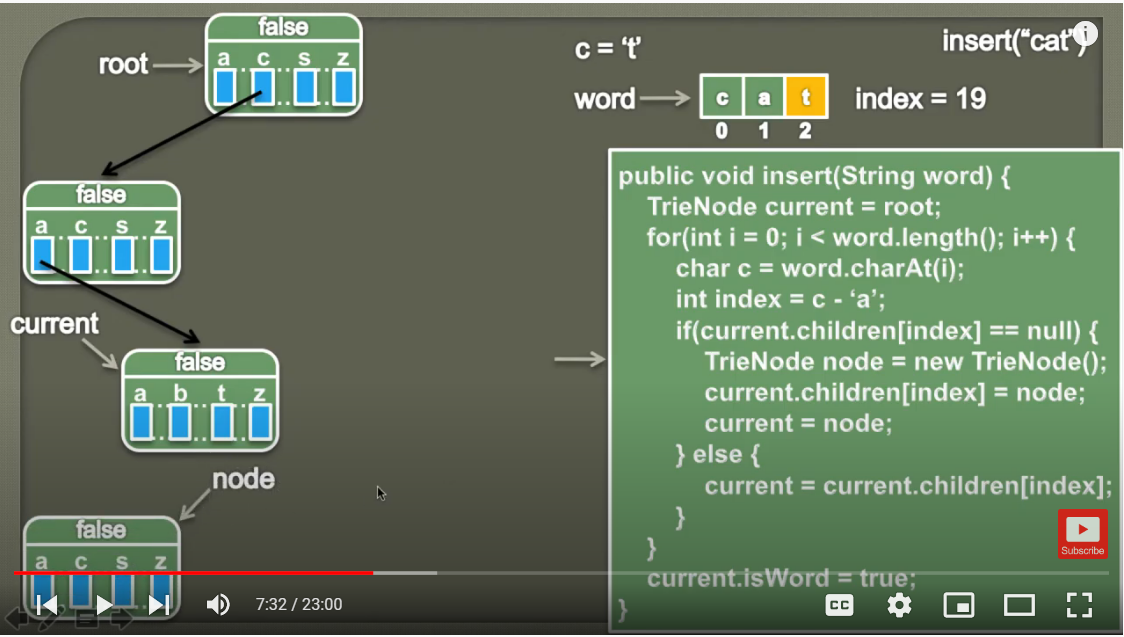 false
a c s z
root
false
a c s z
current
false
a b t z
node
false
a c s z
c = ‘t’
insert("cat")
i
word
c a t
index = 19
0 1 2
public void insert(String word) {
TrieNode current = root;
for(int i = 0; i < word.length(); i++) {
char c = word.charAt(i);
int index = c - ‘a’;
if(current.children[index] == null) {
TrieNode node = new TrieNode();
current.children[index] = node;
current = node;
} else {
current = current.children[index];
}
}
current.isWord = true;
}
Subscribe
7:32 / 23:00
CC